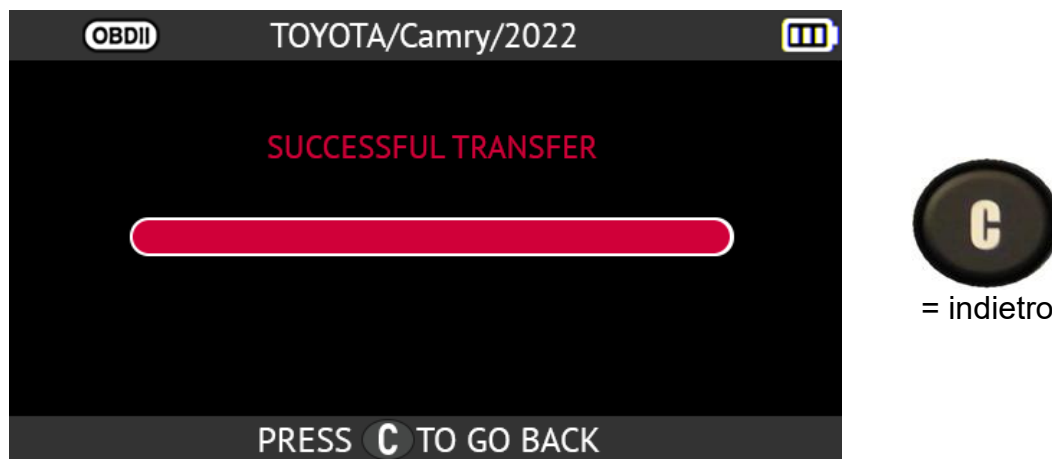 OBDII TOYOTA/Camry/2022
SUCCESSFUL TRANSFER
C
= indietro
PRESS C TO GO BACK